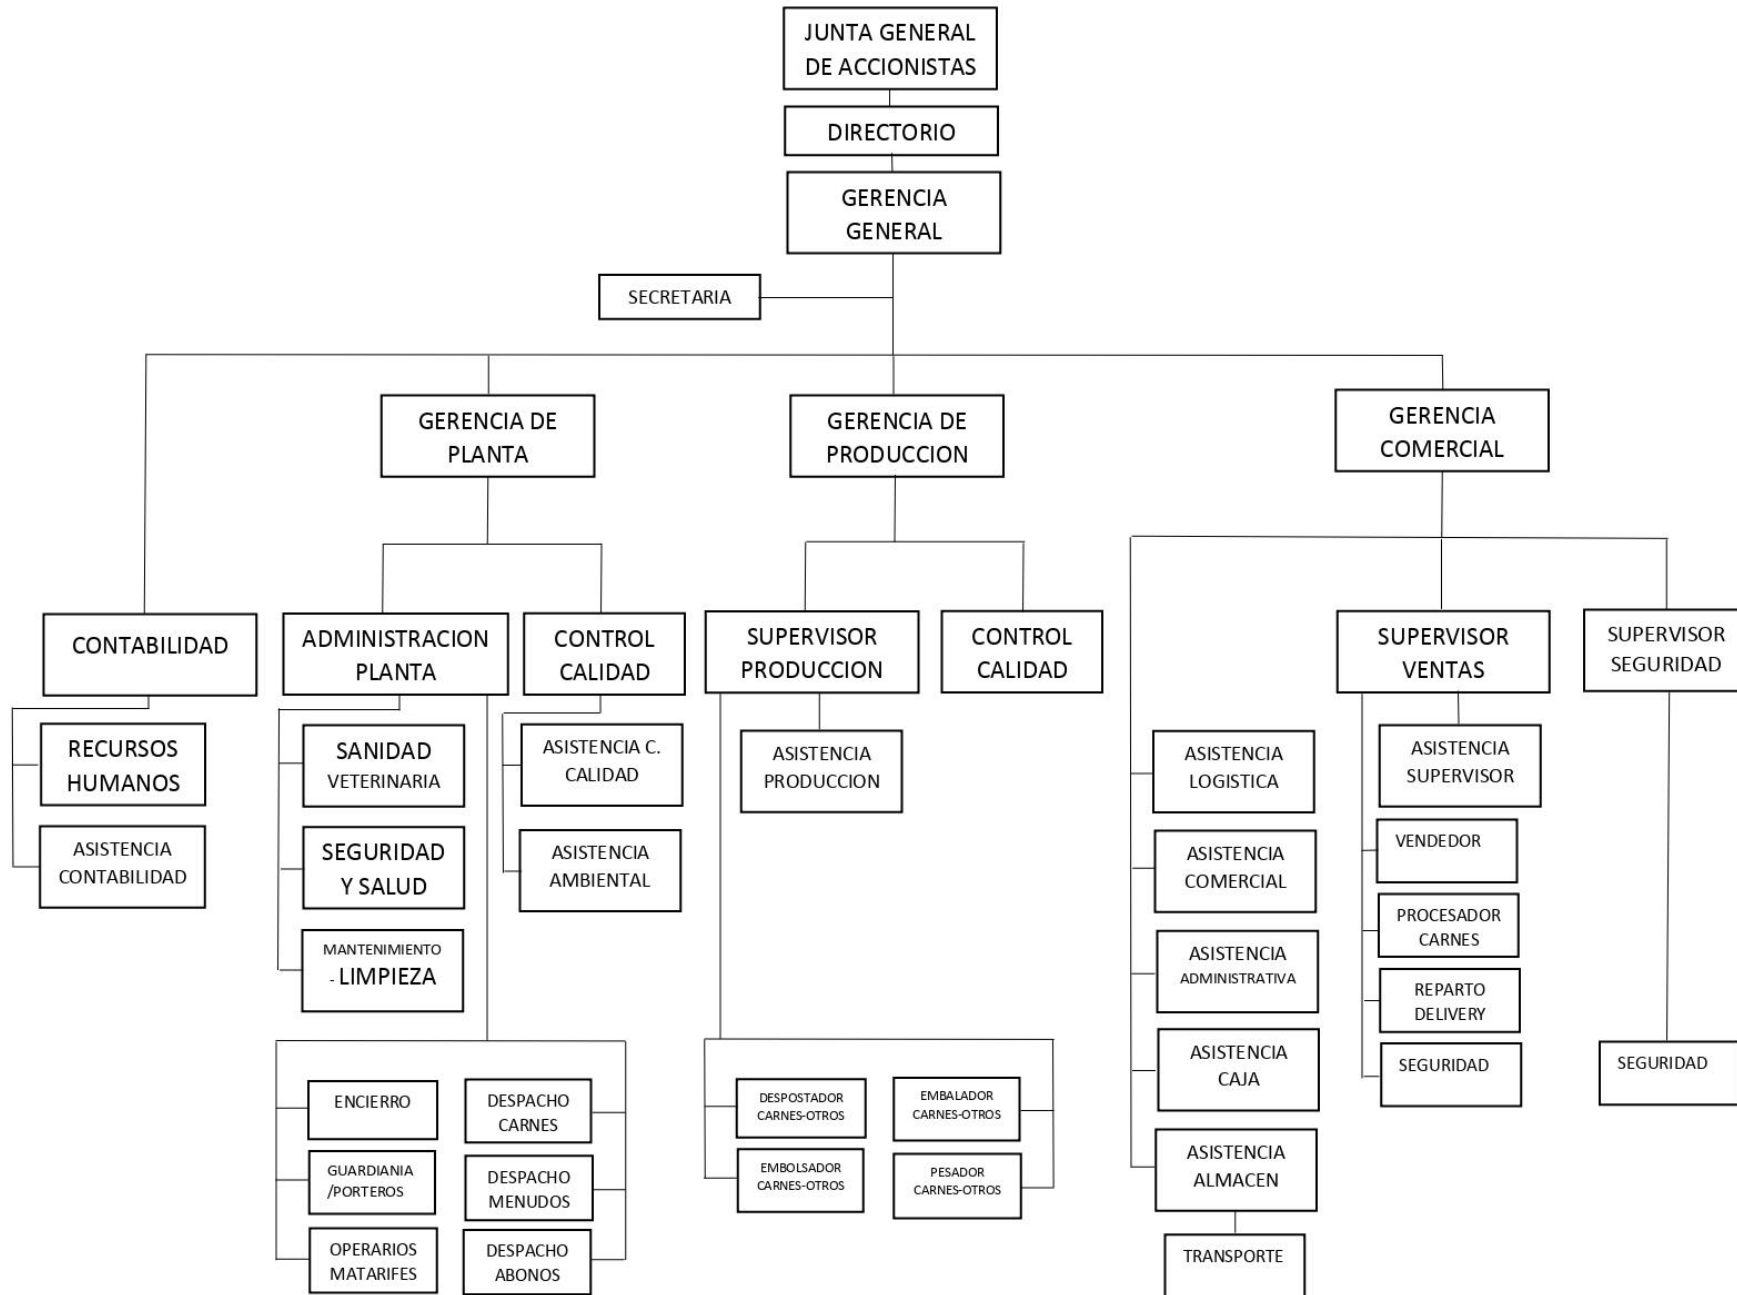 JUNTA GENERAL
DE ACCIONISTAS
DIRECTORIO
GERENCIA
GENERAL
SECRETARIA
GERENCIA DE
PLANTA
GERENCIA DE
PRODUCCION
GERENCIA
COMERCIAL
CONTABILIDAD
ADMINISTRACION
PLANTA
CONTROL
CALIDAD
SUPERVISOR
PRODUCCION
CONTROL
CALIDAD
SUPERVISOR
VENTAS
SUPERVISOR
SEGURIDAD
RECURSOS
HUMANOS
ASISTENCIA
CONTABILIDAD
SANIDAD
VETERINARIA
SEGURIDAD
Y SALUD
MANTENIMIENTO
- LIMPIEZA
ASISTENCIA C.
CALIDAD
ASISTENCIA
AMBIENTAL
ASISTENCIA
PRODUCCION
ASISTENCIA
LOGISTICA
ASISTENCIA
COMERCIAL
ASISTENCIA
ADMINISTRATIVA
ASISTENCIA
CAJA
ASISTENCIA
ALMACEN
TRANSPORTE
ASISTENCIA
SUPERVISOR
VENDEDOR
PROCESADOR
CARNES
REPARTO
DELIVERY
SEGURIDAD
SEGURIDAD
ENCIERRO
GUARDIANIA
/PORTEROS
OPERARIOS
MATARIFES
DESPACHO
CARNES
DESPACHO
MENUDOS
DESPACHO
ABONOS
DESPOSTADOR
CARNES-OTROS
EMBOLSADOR
CARNES-OTROS
EMBALADOR
CARNES-OTROS
PESADOR
CARNES-OTROS